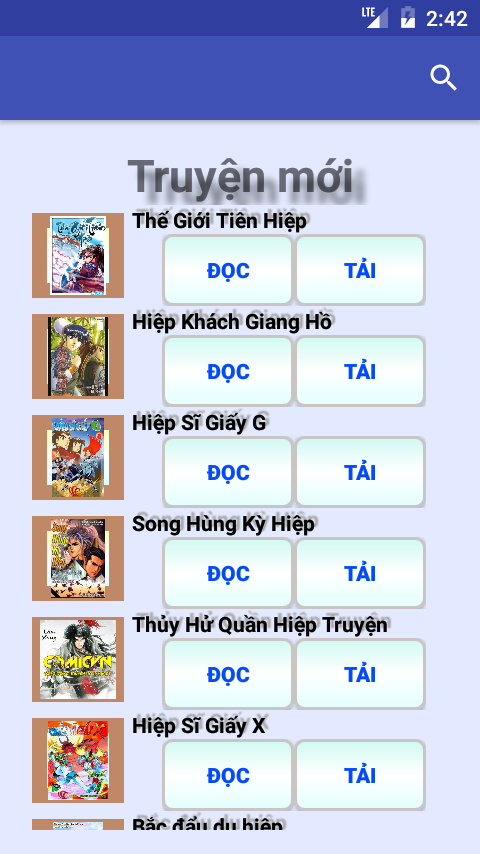 LTE 2:42
Truyện mới
Thế Giới Tiên Hiệp
ĐỌC TẢI
Hiệp Khách Giang Hồ
ĐỌC TẢI
Hiệp Sĩ Giấy G
ĐỌC TẢI
Song Hùng Kỳ Hiệp
ĐỌC TẢI
Thủy Hử Quần Hiệp Truyện
COMICVN
ĐỌC TẢI
Hiệp Sĩ Giấy X
ĐỌC TẢI
Bắc đẩu du hiệp